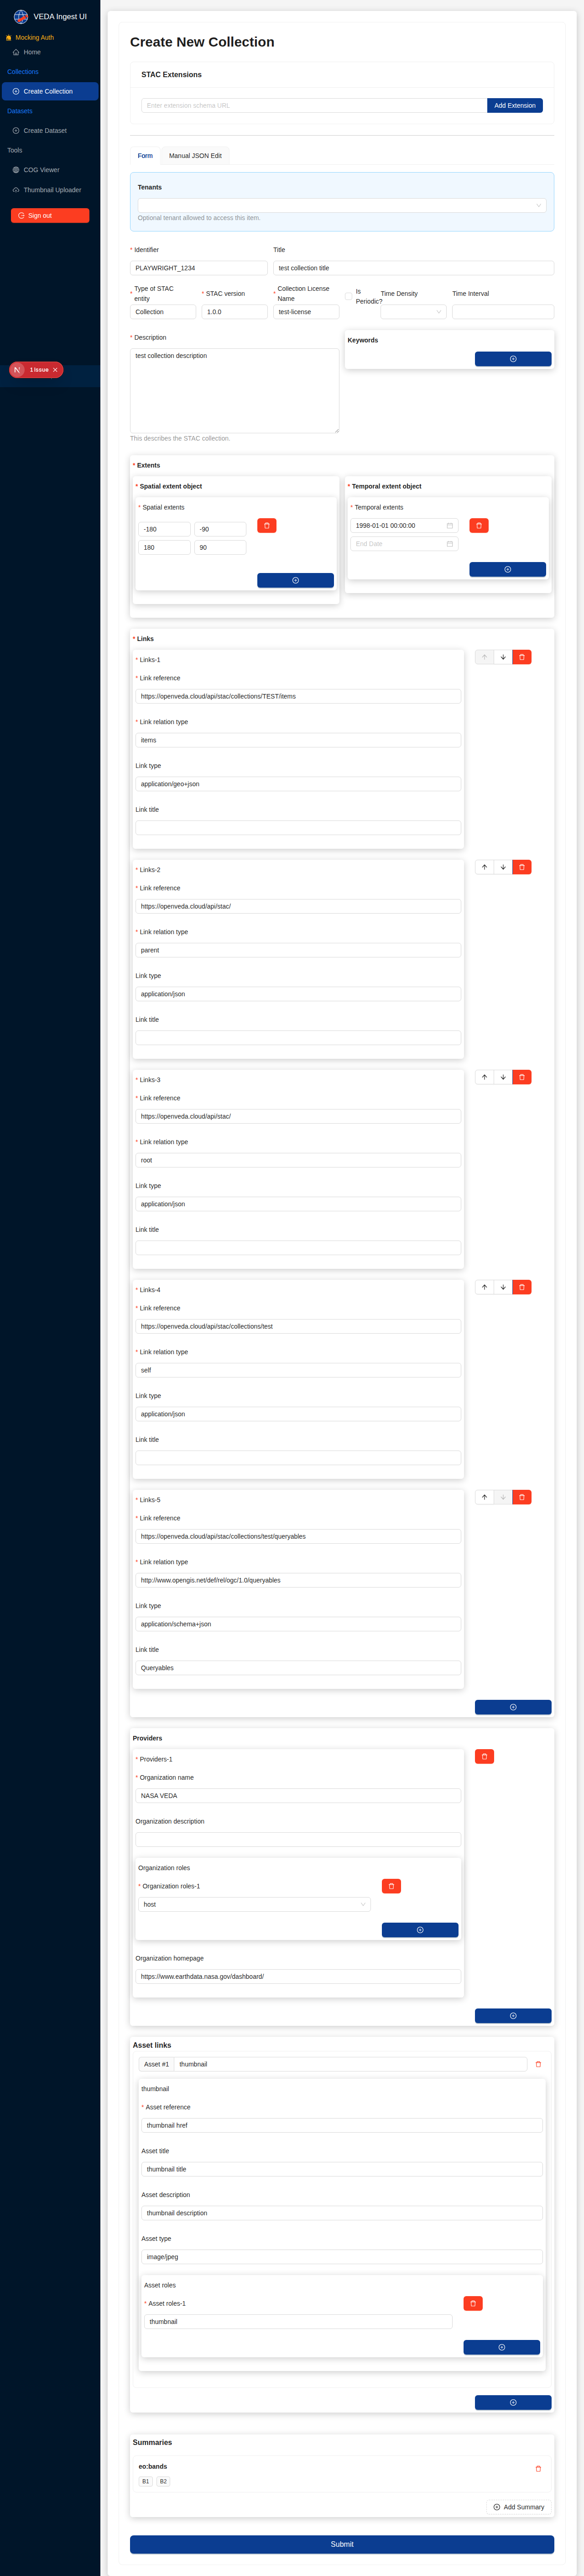 VEDA Ingest UI
Mocking Auth
Home
Collections
Create Collection
Datasets
Create Dataset
Tools
COG Viewer
Thumbnail Uploader
Sign out
N 1 Issue
Create New Collection
STAC Extensions
Enter extension schema URL Add Extension
Form Manual JSON Edit
Tenants
Optional tenant allowed to access this item.
* Identifier Title
PLAYWRIGHT_1234 test collection title
* Type of STAC entity * STAC version * Collection License Name Is Periodic? Time Density Time Interval
Collection 1.0.0 test-license
* Description Keywords
test collection description
This describes the STAC collection.
* Extents
* Spatial extent object * Temporal extent object
* Spatial extents * Temporal extents
-180 -90 1998-01-01 00:00:00
180 90 End Date
* Links
* Links-1
* Link reference
https://openveda.cloud/api/stac/collections/TEST/items
* Link relation type
items
Link type
application/geo+json
Link title
* Links-2
* Link reference
https://openveda.cloud/api/stac/
* Link relation type
parent
Link type
application/json
Link title
* Links-3
* Link reference
https://openveda.cloud/api/stac/
* Link relation type
root
Link type
application/json
Link title
* Links-4
* Link reference
https://openveda.cloud/api/stac/collections/test
* Link relation type
self
Link type
application/json
Link title
* Links-5
* Link reference
https://openveda.cloud/api/stac/collections/test/queryables
* Link relation type
http://www.opengis.net/def/rel/ogc/1.0/queryables
Link type
application/schema+json
Link title
Queryables
Providers
* Providers-1
* Organization name
NASA VEDA
Organization description
Organization roles
* Organization roles-1
host
Organization homepage
https://www.earthdata.nasa.gov/dashboard/
Asset links
Asset #1 thumbnail
thumbnail
* Asset reference
thumbnail href
Asset title
thumbnail title
Asset description
thumbnail description
Asset type
image/jpeg
Asset roles
* Asset roles-1
thumbnail
Summaries
eo:bands
B1 B2
Add Summary
Submit